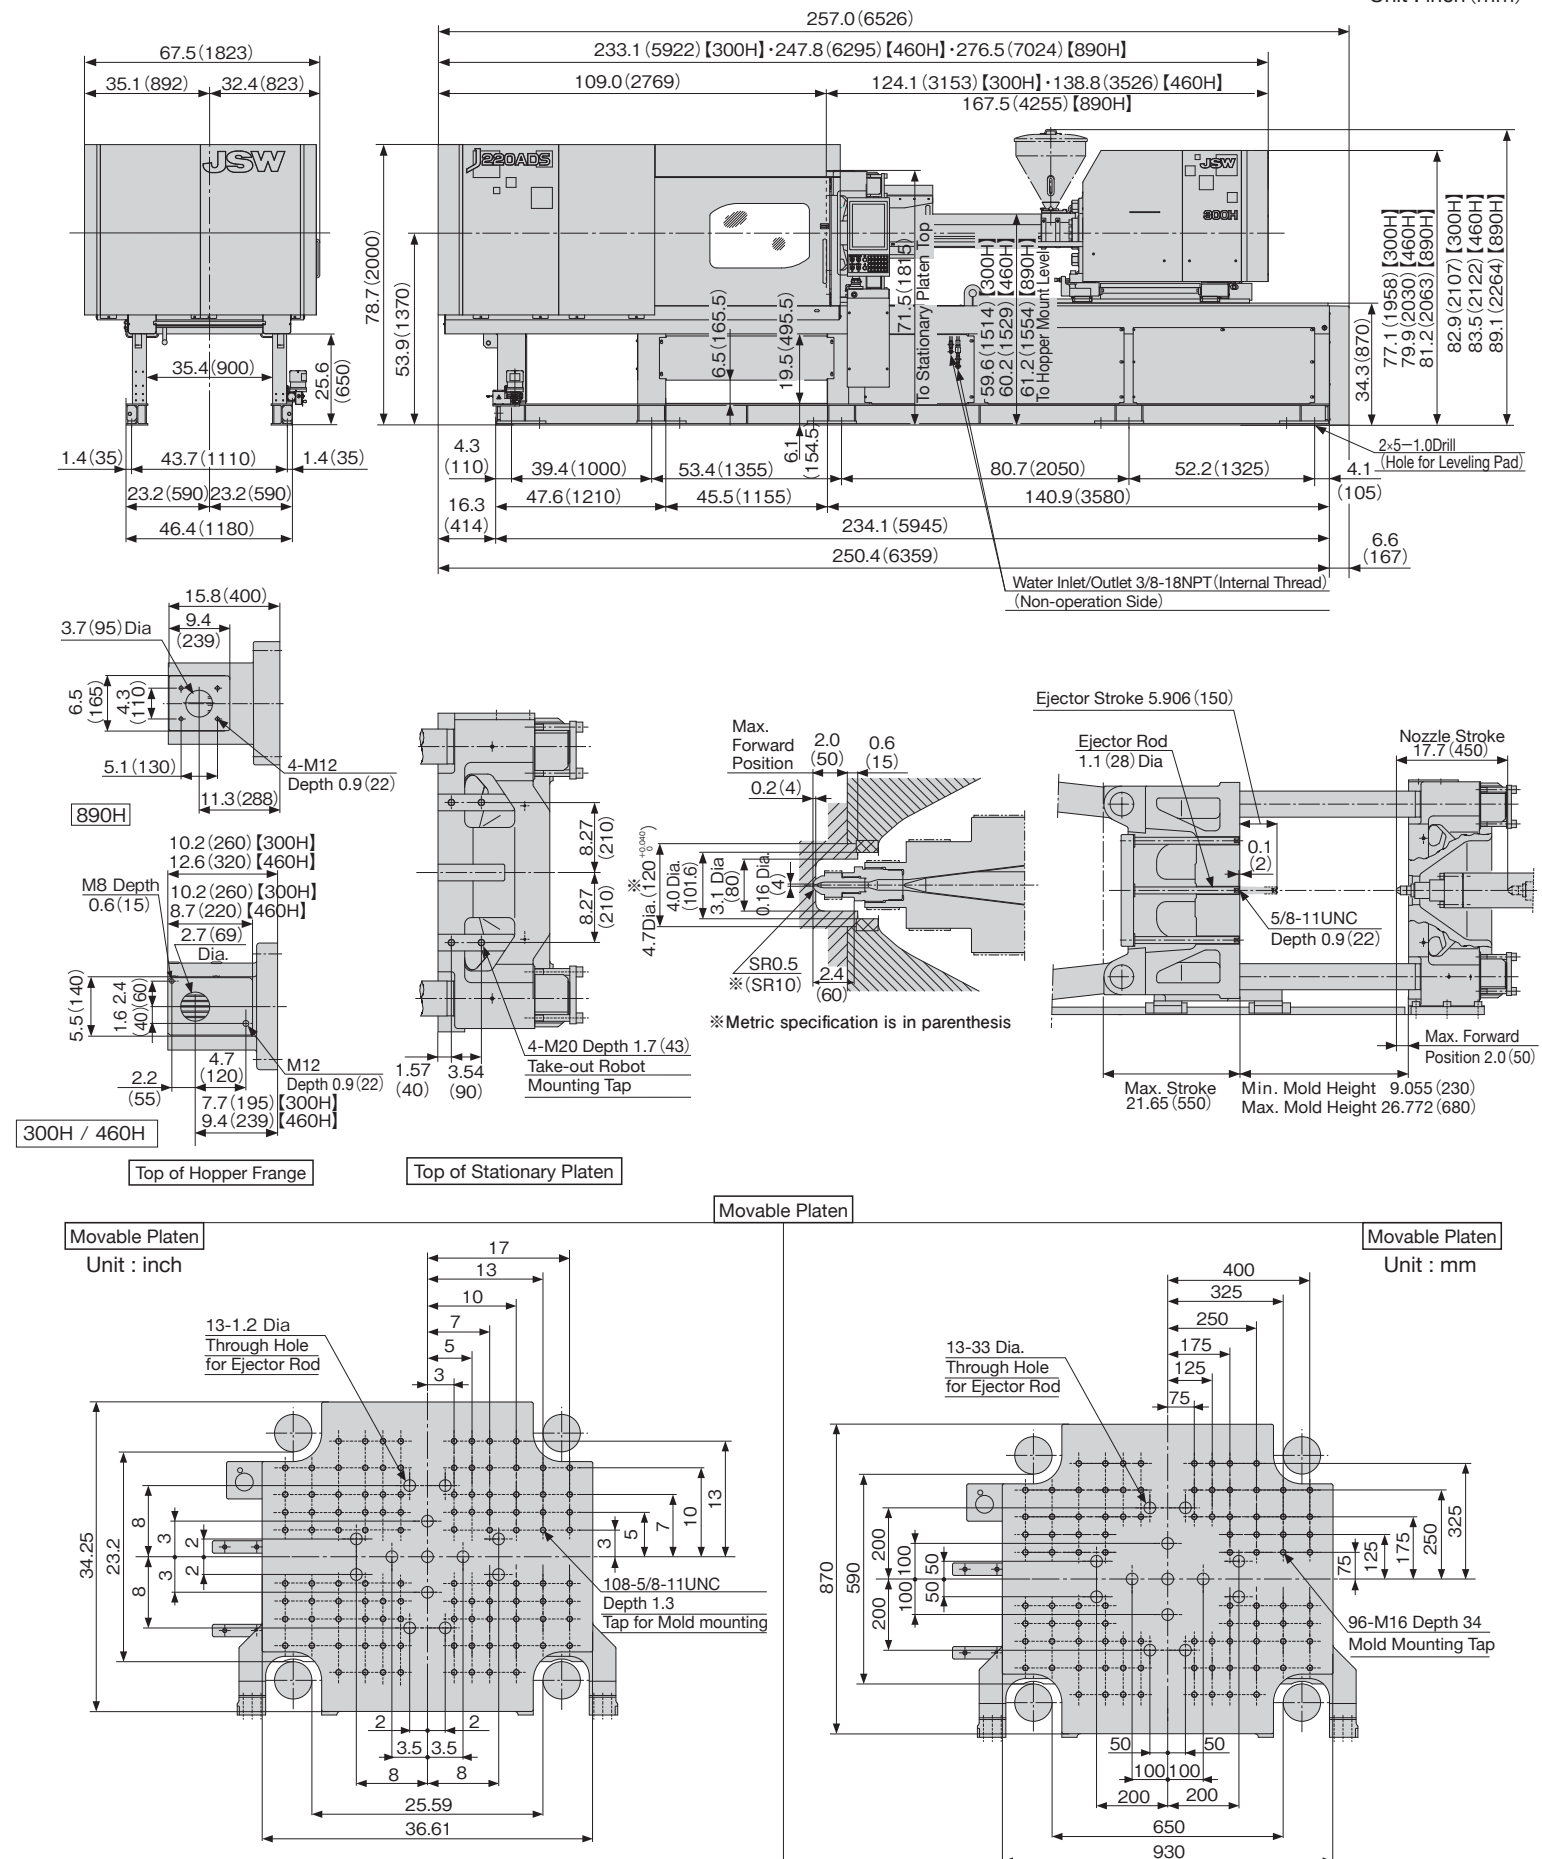 Unit : inch (mm)
257.0 (6526)
233.1 (5922)【300H】・247.8 (6295)【460H】・276.5 (7024)【890H】
109.0 (2769)
124.1 (3153)【300H】・138.8 (3526)【460H】
167.5 (4255)【890H】
67.5 (1823)
35.1 (892)
32.4 (823)
JSW
J220ADS
JSW
300H
78.7 (2000)
53.9 (1370)
6.5 (165.5)
19.5 (495.5)
71.5 (1815)
To Stationary Platen Top
59.6 (1514)【300H】
60.2 (1529)【460H】
61.2 (1554)【890H】
To Hopper Mount Level
34.3 (870)
77.1 (1958)【300H】
79.9 (2030)【460H】
81.2 (2063)【890H】
82.9 (2107)【300H】
83.5 (2122)【460H】
89.1 (2264)【890H】
35.4 (900)
25.6
(650)
1.4 (35)
43.7 (1110)
1.4 (35)
23.2 (590)
23.2 (590)
46.4 (1180)
4.3
(110)
39.4 (1000)
53.4 (1355)
6.1
(154.5)
80.7 (2050)
52.2 (1325)
4.1
(105)
2×5－1.0Drill
(Hole for Leveling Pad)
16.3
(414)
47.6 (1210)
45.5 (1155)
140.9 (3580)
234.1 (5945)
250.4 (6359)
6.6
(167)
Water Inlet/Outlet 3/8-18NPT (Internal Thread)
(Non-operation Side)
15.8 (400)
9.4
(239)
3.7 (95) Dia
6.5
(165)
4.3
(110)
5.1 (130)
4-M12
Depth 0.9 (22)
11.3 (288)
890H
10.2 (260)【300H】
12.6 (320)【460H】
M8 Depth
0.6 (15)
10.2 (260)【300H】
8.7 (220)【460H】
2.7 (69)
Dia.
5.5 (140)
1.6 2.4
(40) (60)
4.7
(120)
M12
Depth 0.9 (22)
2.2
(55)
7.7 (195)【300H】
9.4 (239)【460H】
300H / 460H
Top of Hopper Frange
8.27
(210)
8.27
(210)
4-M20 Depth 1.7 (43)
Take-out Robot
Mounting Tap
1.57
(40)
3.54
(90)
Top of Stationary Platen
Max.
Forward
Position
2.0
(50)
0.6
(15)
0.2 (4)
※
4.7Dia. (120 +0.040 0)
4.0 Dia.
(101.6)
3.1 Dia
(80)
0.16 Dia.
(4)
SR0.5
※(SR10)
2.4
(60)
※Metric specification is in parenthesis
Ejector Stroke 5.906 (150)
Ejector Rod
1.1 (28) Dia
Nozzle Stroke
17.7 (450)
0.1
(2)
5/8-11UNC
Depth 0.9 (22)
Max. Forward
Position 2.0 (50)
Max. Stroke
21.65 (550)
Min. Mold Height 9.055 (230)
Max. Mold Height 26.772 (680)
Movable Platen
Movable Platen
Unit : inch
17
13
10
7
5
3
13-1.2 Dia
Through Hole
for Ejector Rod
34.25
23.2
8
3
2
8
3
2
3
5
7
10
13
108-5/8-11UNC
Depth 1.3
Tap for Mold mounting
2
2
3.5
3.5
8
8
25.59
36.61
Movable Platen
Unit : mm
400
325
250
175
125
75
13-33 Dia.
Through Hole
for Ejector Rod
870
590
200
100
50
200
100
50
75
125
175
250
325
96-M16 Depth 34
Mold Mounting Tap
50
50
100
100
200
200
650
930